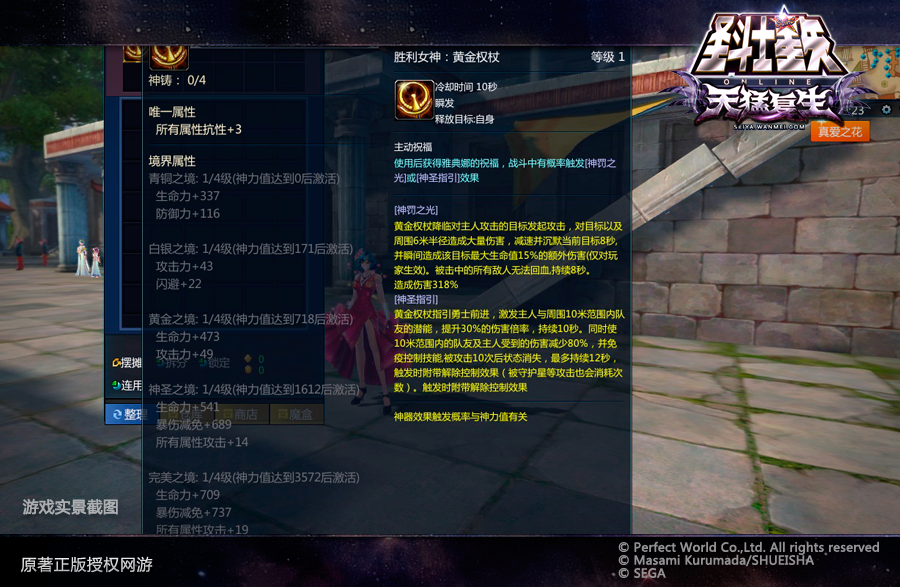 圣斗士星矢
ONLINE
天猛复生
SEIYA.WANMEI.COM
23
真爱之花
神铸： 0/4
唯一属性
所有属性抗性+3
境界属性
青铜之境: 1/4级(神力值达到0后激活)
生命力+337
防御力+116
白银之境: 1/4级(神力值达到171后激活)
攻击力+43
闪避+22
黄金之境: 1/4级(神力值达到718后激活)
生命力+473
攻击力+49
神圣之境: 1/4级(神力值达到1612后激活)
生命力+541
暴伤减免+689
所有属性攻击+14
完美之境: 1/4级(神力值达到3572后激活)
生命力+709
暴伤减免+737
所有属性攻击+19
摆摊
拆分
锁定
0
0
连用
整理
商店
魔盒
胜利女神：黄金权杖 等级 1
冷却时间 10秒
瞬发
释放目标:自身
主动祝福
使用后获得雅典娜的祝福，战斗中有概率触发[神罚之
光]或[神圣指引]效果
[神罚之光]
黄金权杖降临对主人攻击的目标发起攻击，对目标以及
周围6米半径造成大量伤害，减速并沉默当前目标8秒,
并瞬间造成该目标最大生命值15%的额外伤害(仅对玩
家生效)。被击中的所有敌人无法回血,持续8秒。
造成伤害318%
[神圣指引]
黄金权杖指引勇士前进，激发主人与周围10米范围内队
友的潜能，提升30%的伤害倍率，持续10秒。同时使
10米范围内的队友及主人受到的伤害减少80%，并免
疫控制技能,被攻击10次后状态消失，最多持续12秒，
触发时附带解除控制效果（被守护星等攻击也会消耗次
数）。触发时附带解除控制效果
神器效果触发概率与神力值有关
游戏实景截图
原著正版授权网游
© Perfect World Co.,Ltd. All rights reserved
© Masami Kurumada/SHUEISHA
© SEGA